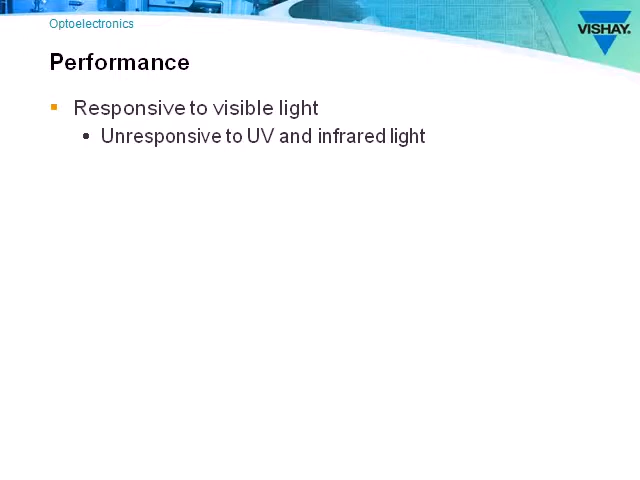 Optoelectronics
VISHAY.
Performance
Responsive to visible light
Unresponsive to UV and infrared light